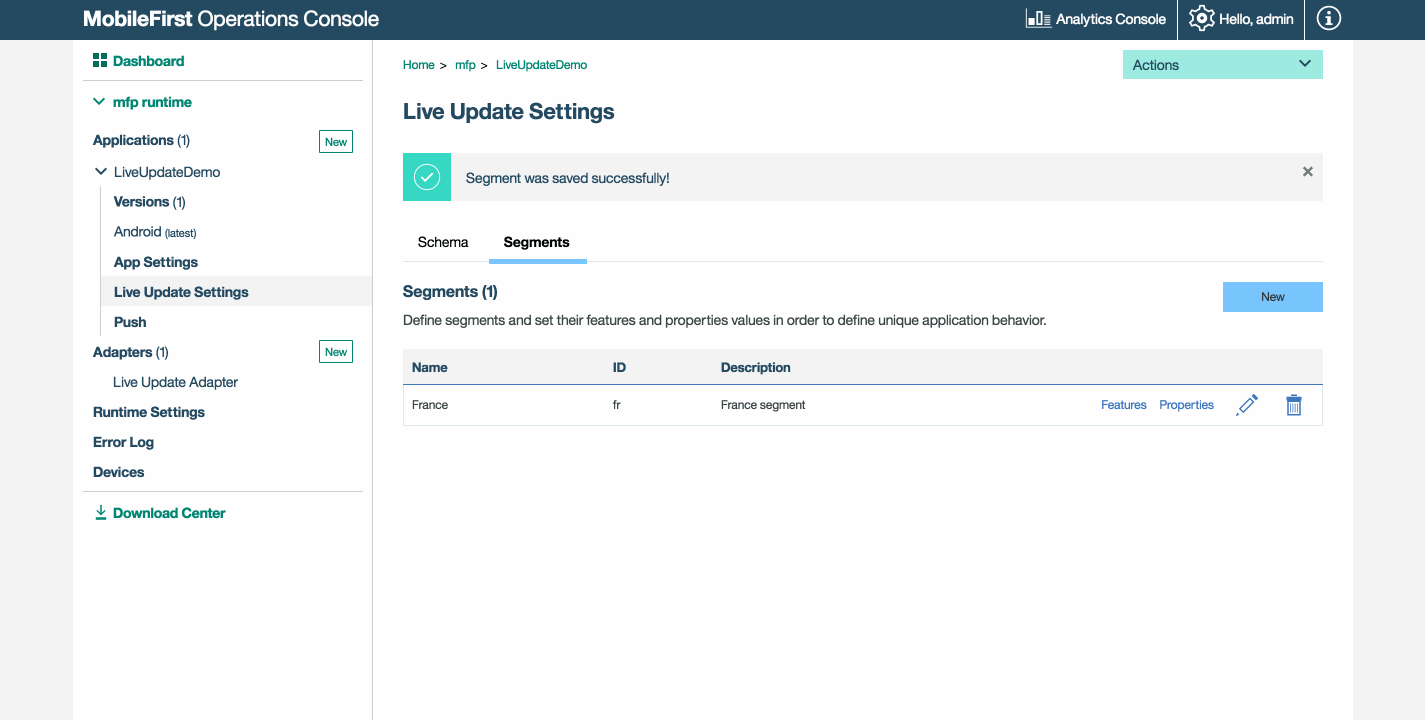 MobileFirst Operations Console
Analytics Console
Hello, admin
Dashboard
mfp runtime
Applications (1)
New
LiveUpdateDemo
Versions (1)
Android (latest)
App Settings
Live Update Settings
Push
Adapters (1)
New
Live Update Adapter
Runtime Settings
Error Log
Devices
Download Center
Home > mfp > LiveUpdateDemo
Actions
Live Update Settings
Segment was saved successfully!
Schema Segments
Segments (1)
New
Define segments and set their features and properties values in order to define unique application behavior.
Name ID Description
France fr France segment Features Properties